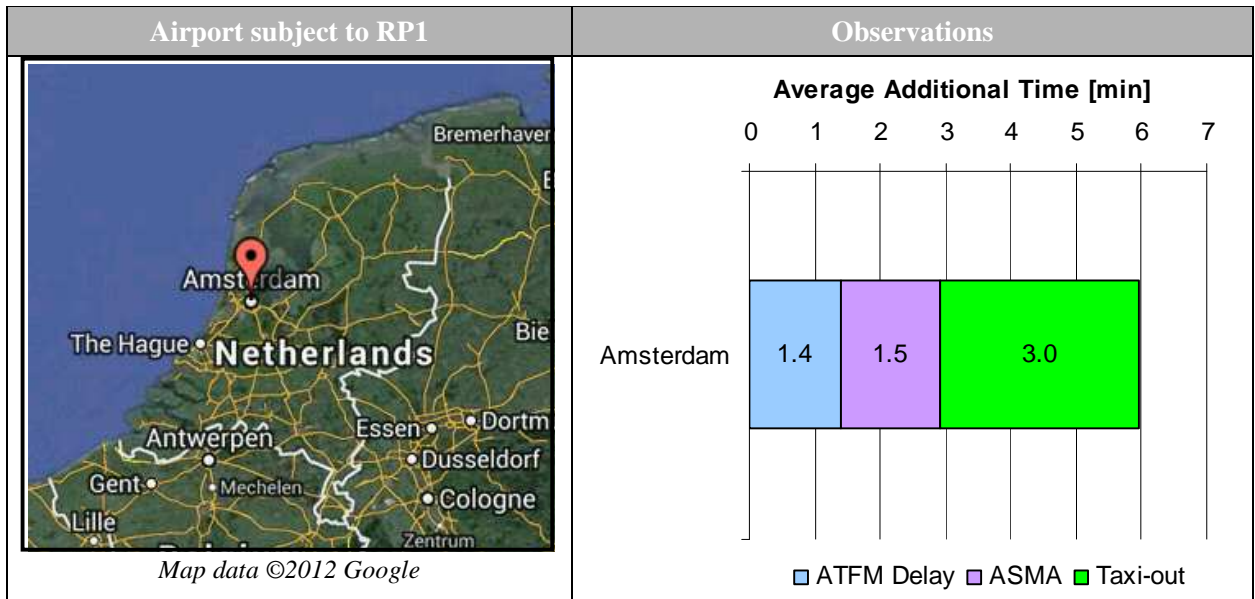 Airport subject to RP1
Observations
Bremerhaven
Amsterdam
The Hague
Netherlands
Bie
Essen
Dortm
Antwerpen
Dusseldorf
Gent
Mechelen
Cologne
Lille
Zentrum
Map data ©2012 Google
Average Additional Time [min]
0 1 2 3 4 5 6 7
Amsterdam
1.4 1.5 3.0
ATFM Delay ASMA Taxi-out